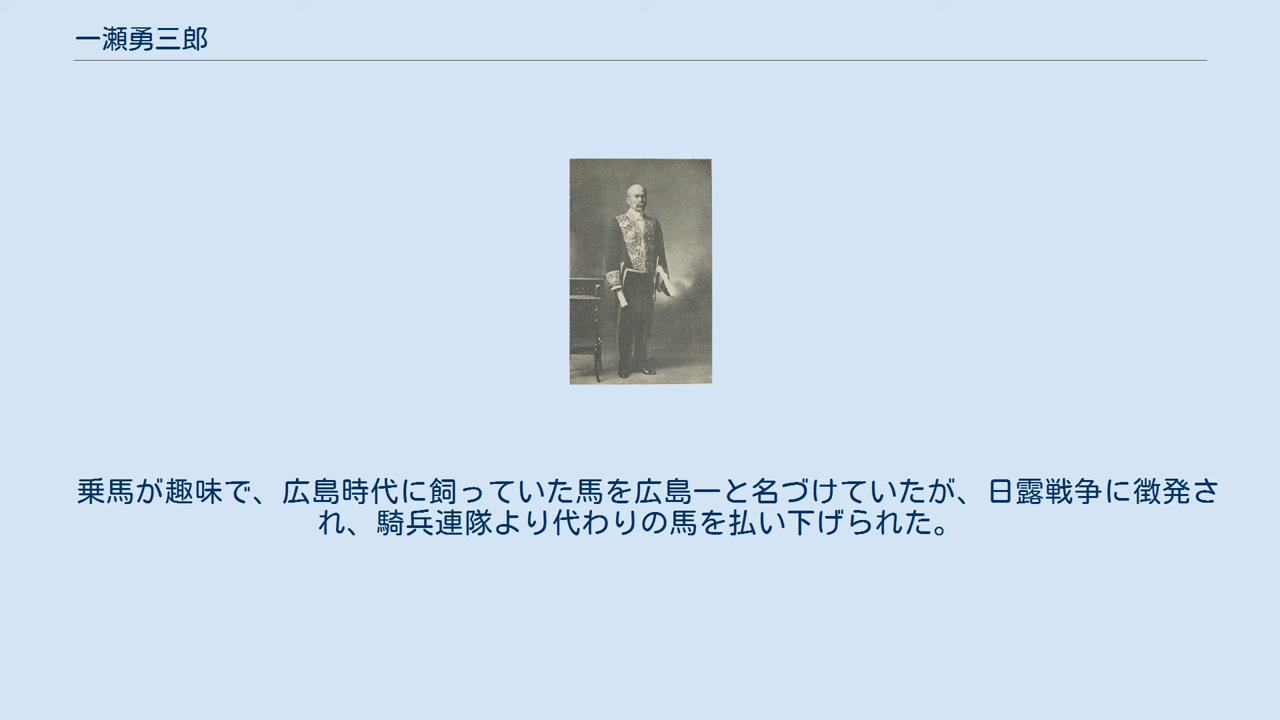 一瀬勇三郎
乗馬が趣味で、広島時代に飼っていた馬を広島一と名づけていたが、日露戦争に徴発さ
れ、騎兵連隊より代わりの馬を払い下げられた。